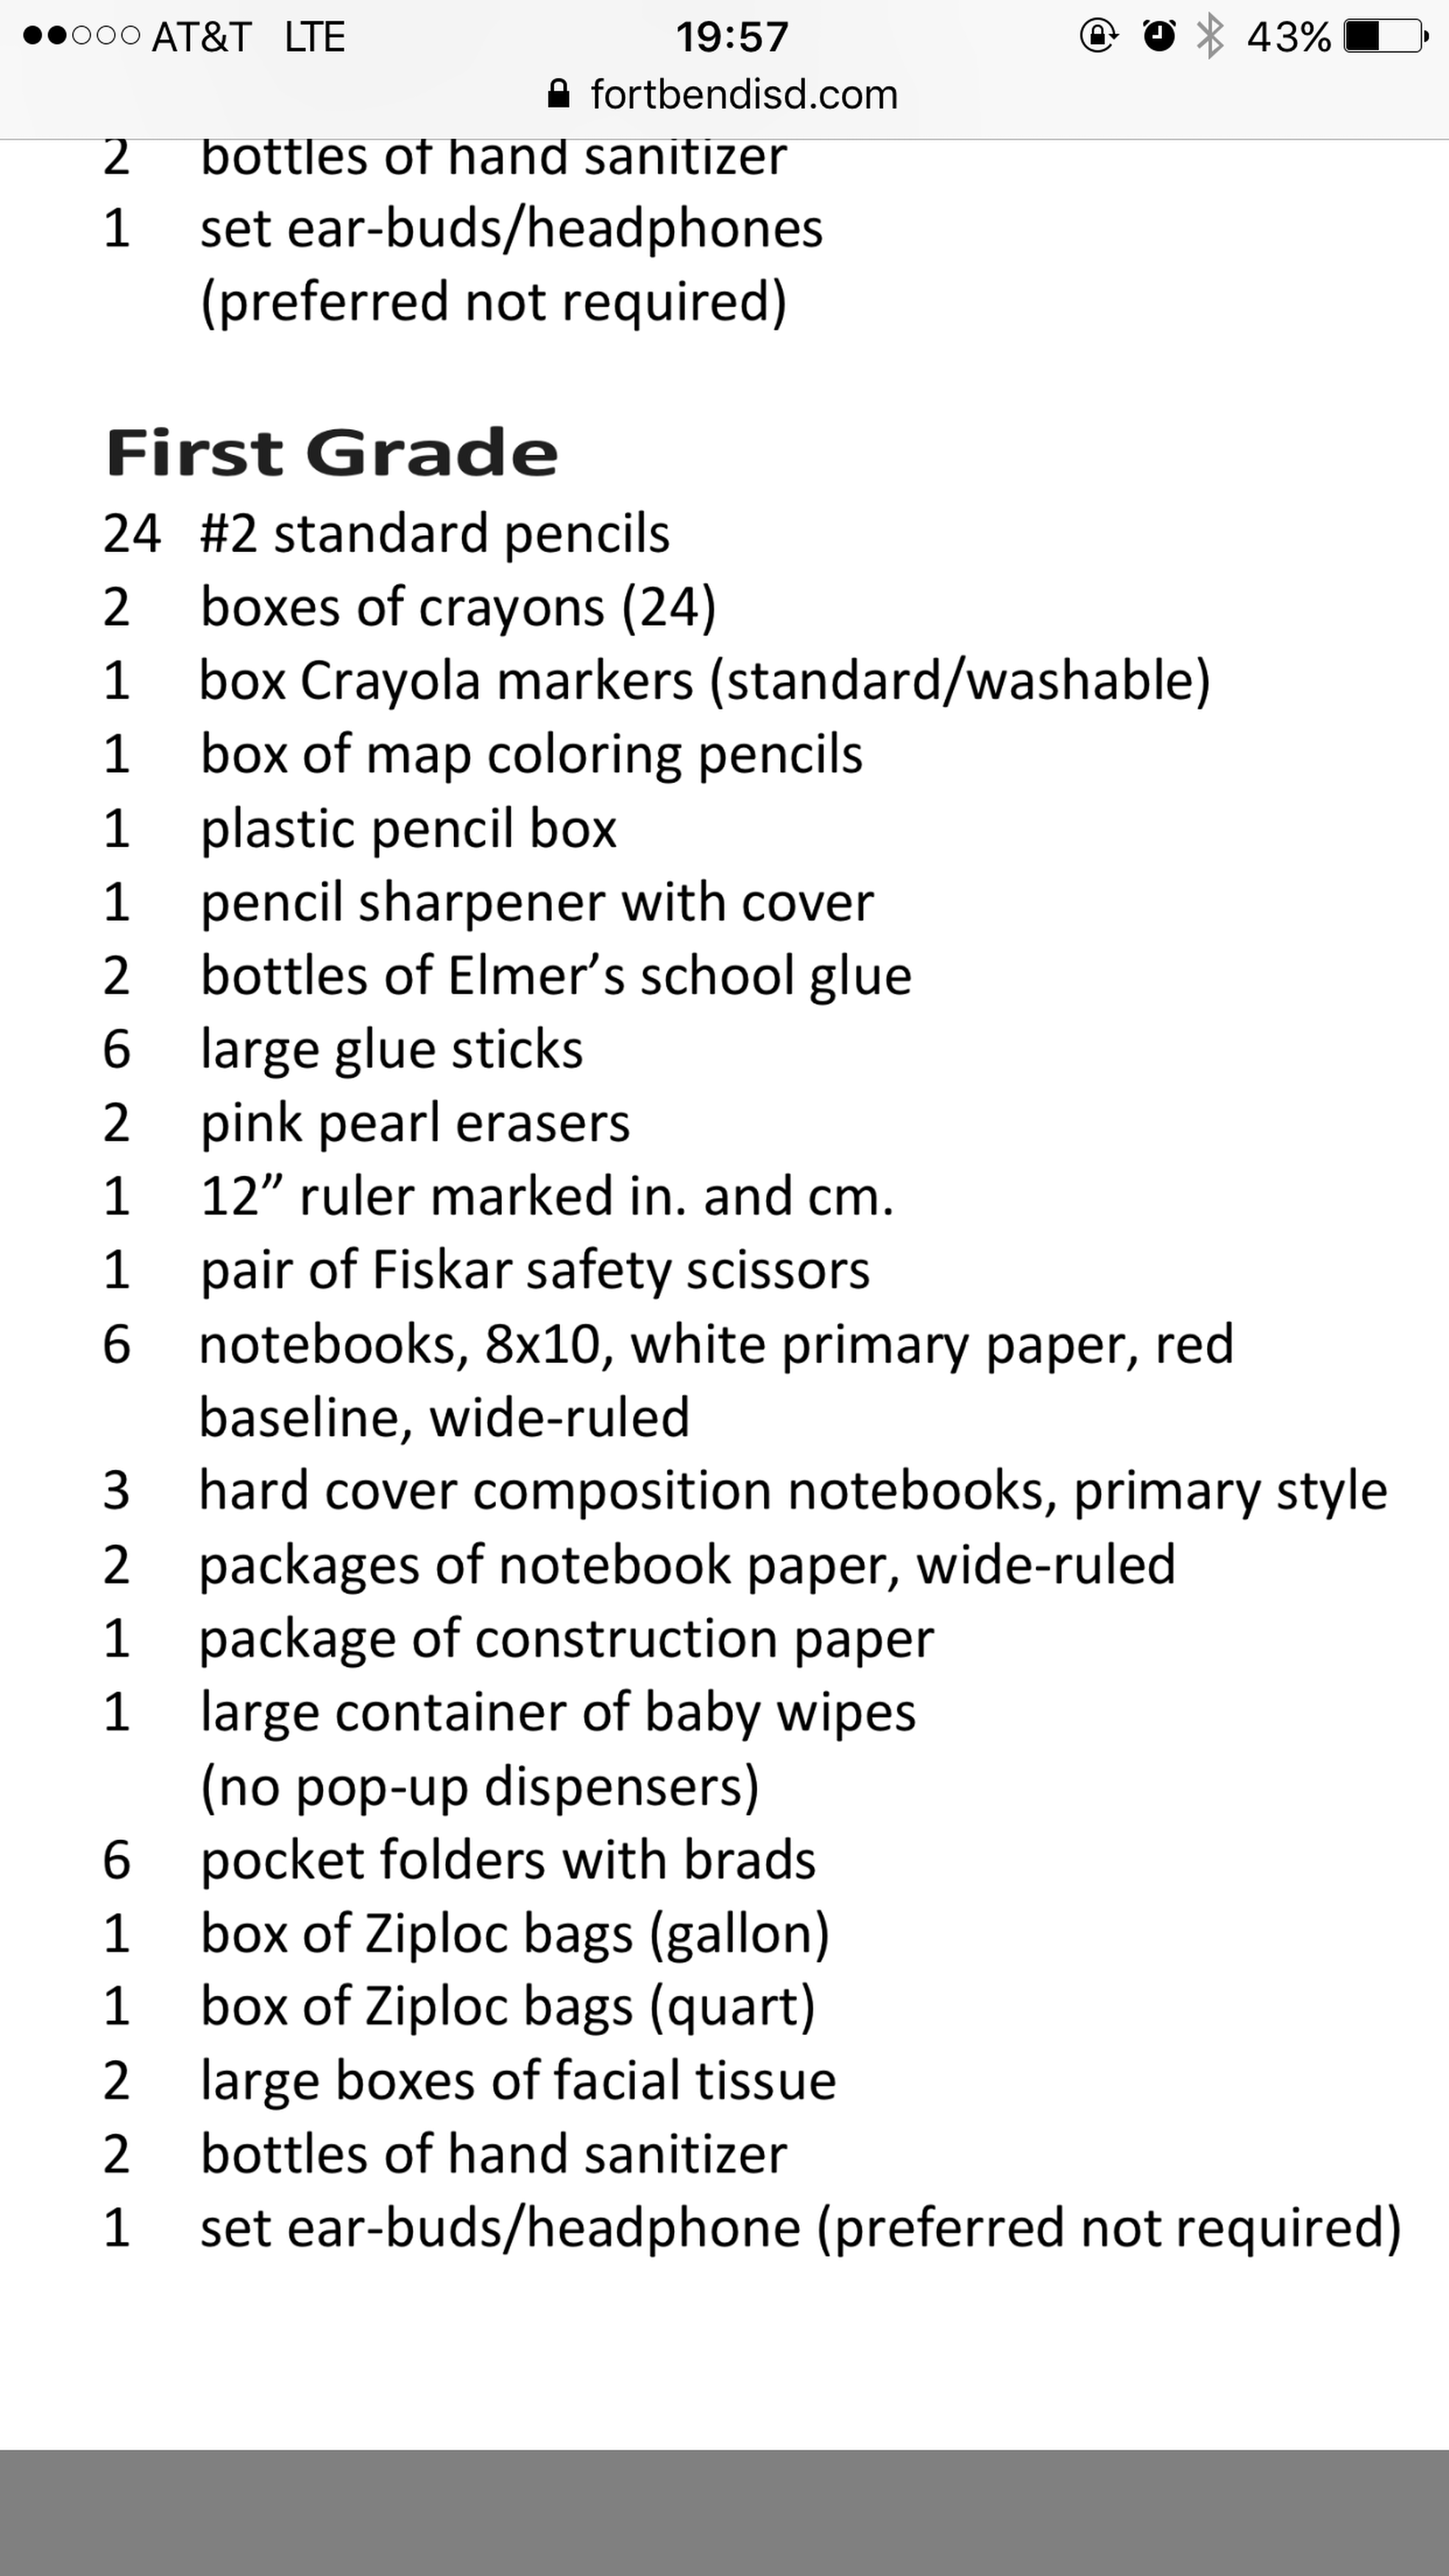 AT&T LTE 19:57 43%
fortbendisd.com
2 bottles of hand sanitizer
1 set ear-buds/headphones
(preferred not required)
First Grade
24 #2 standard pencils
2 boxes of crayons (24)
1 box Crayola markers (standard/washable)
1 box of map coloring pencils
1 plastic pencil box
1 pencil sharpener with cover
2 bottles of Elmer’s school glue
6 large glue sticks
2 pink pearl erasers
1 12” ruler marked in. and cm.
1 pair of Fiskar safety scissors
6 notebooks, 8x10, white primary paper, red
baseline, wide-ruled
3 hard cover composition notebooks, primary style
2 packages of notebook paper, wide-ruled
1 package of construction paper
1 large container of baby wipes
(no pop-up dispensers)
6 pocket folders with brads
1 box of Ziploc bags (gallon)
1 box of Ziploc bags (quart)
2 large boxes of facial tissue
2 bottles of hand sanitizer
1 set ear-buds/headphone (preferred not required)